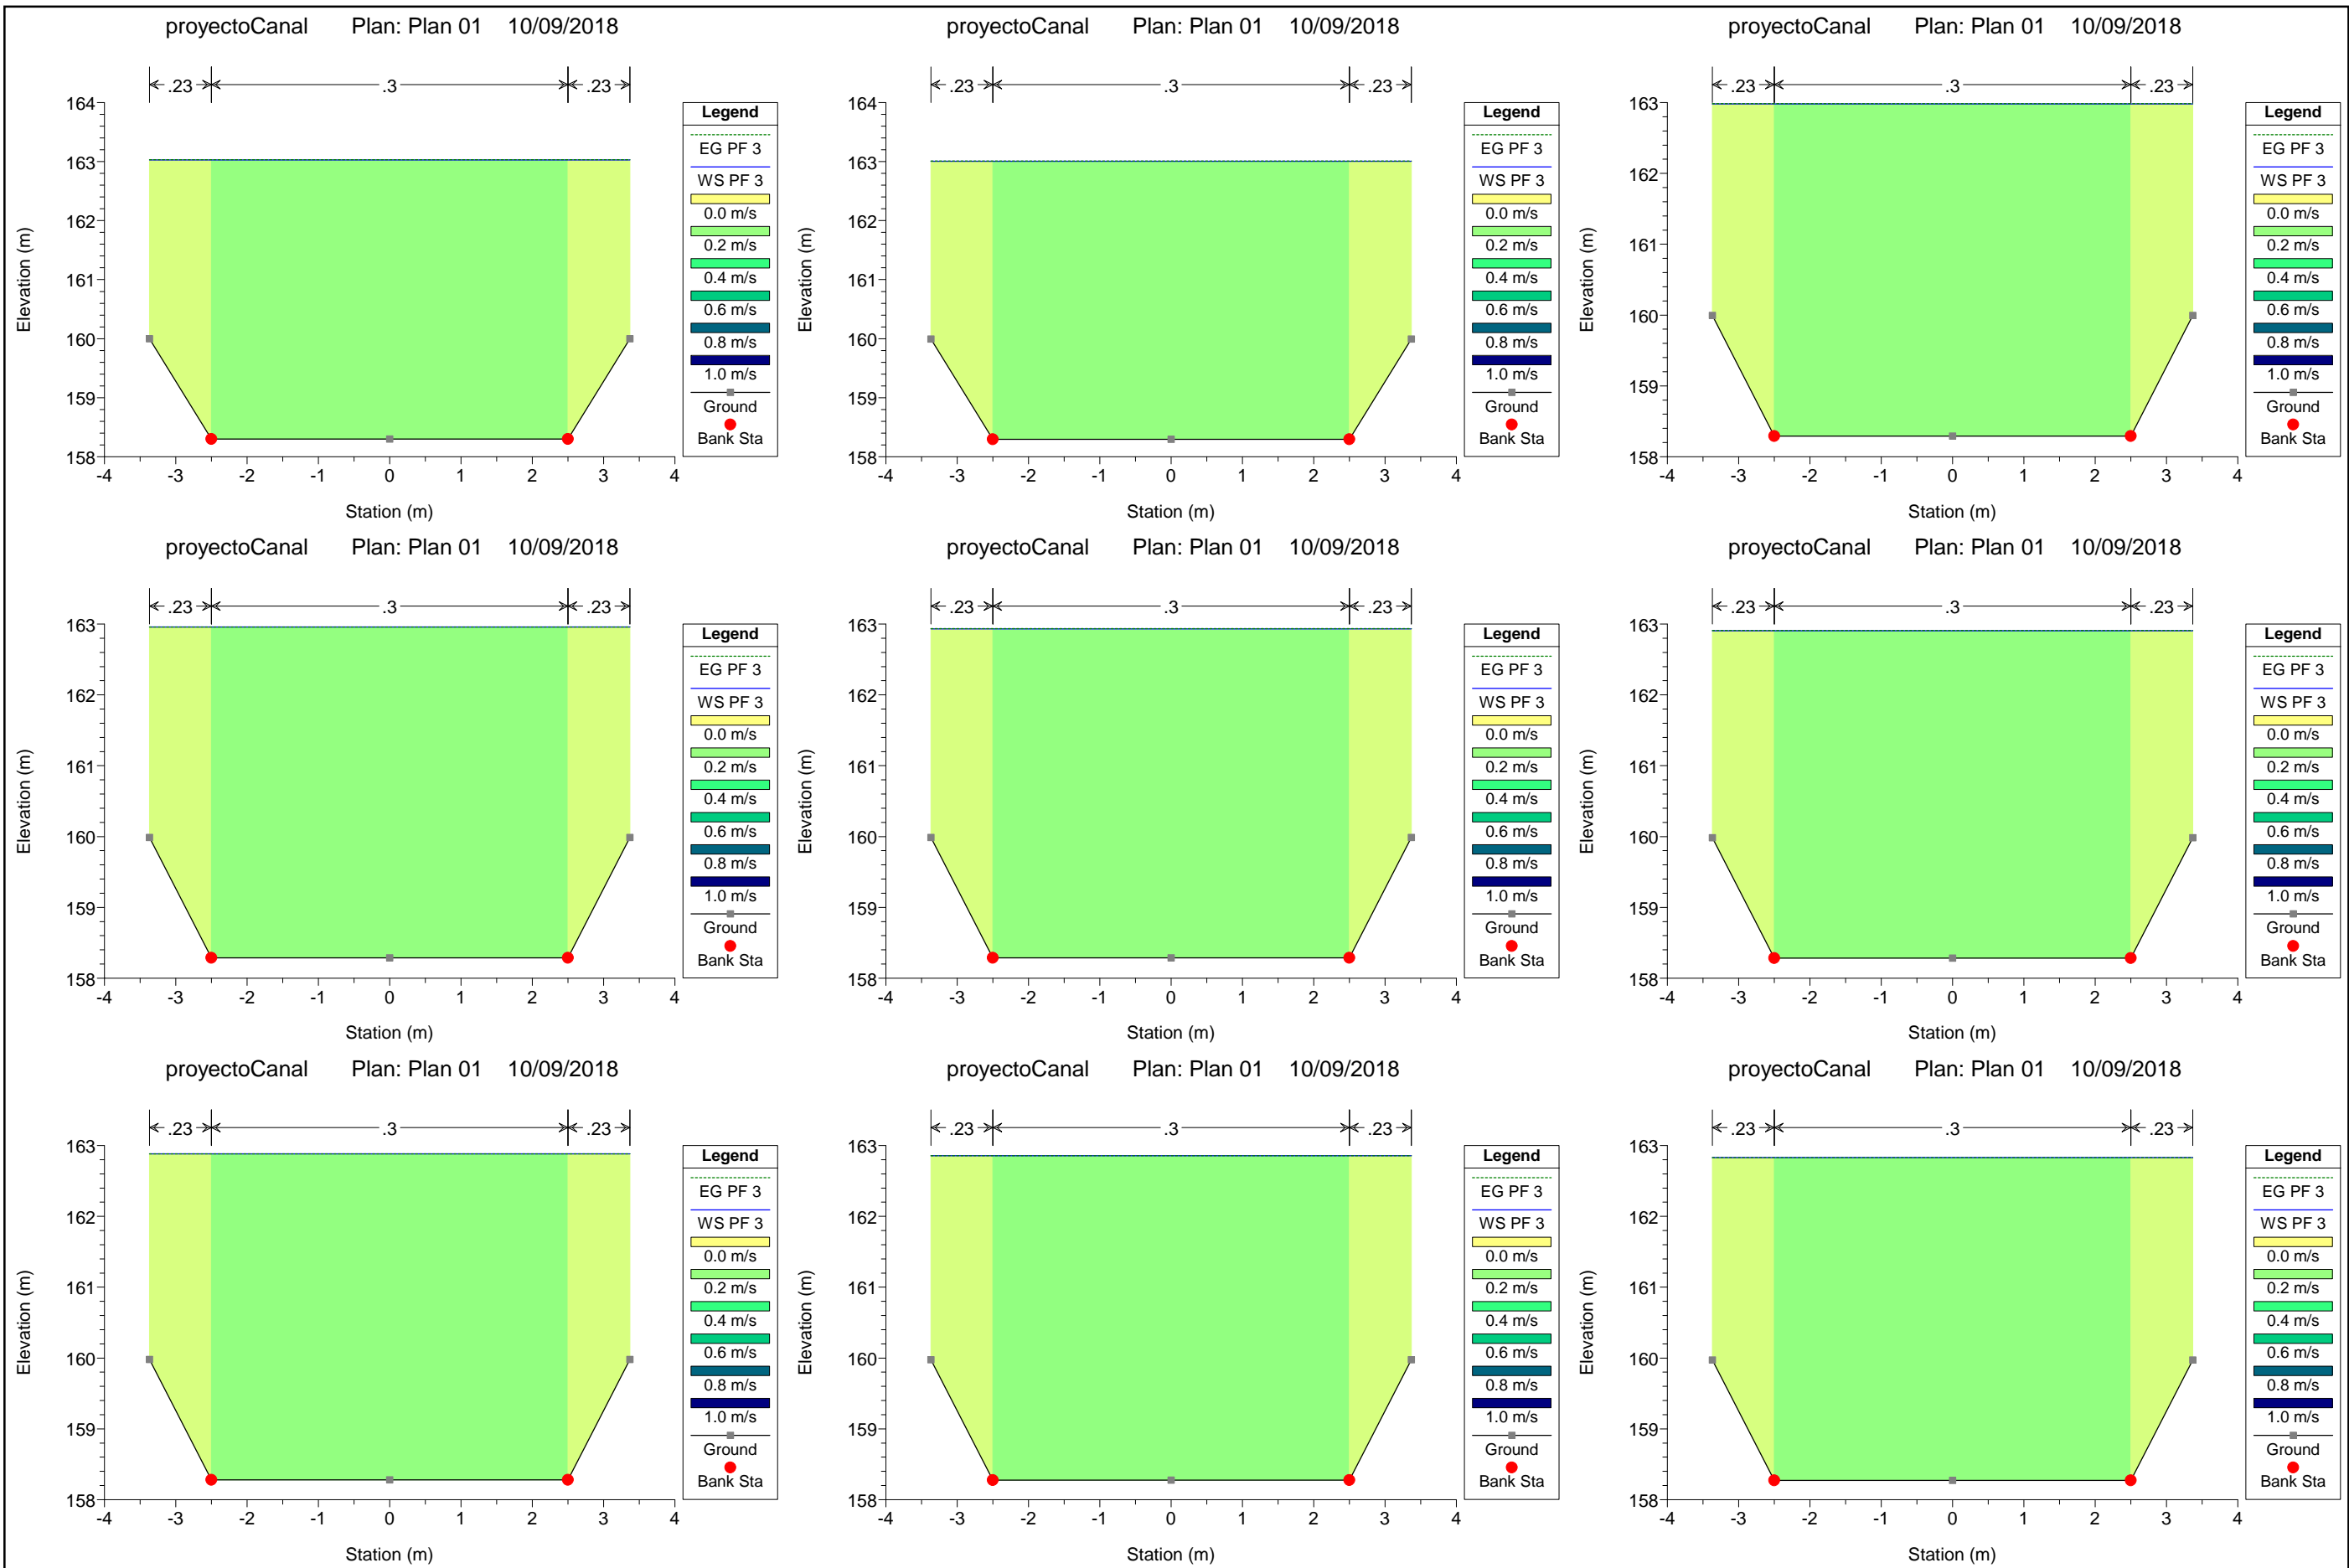 proyectoCanal Plan: Plan 01 10/09/2018
.23 .3 .23
164
163
162
161
160
159
158
Elevation (m)
-4 -3 -2 -1 0 1 2 3 4
Station (m)
Legend
EG PF 3
WS PF 3
0.0 m/s
0.2 m/s
0.4 m/s
0.6 m/s
0.8 m/s
1.0 m/s
Ground
Bank Sta
proyectoCanal Plan: Plan 01 10/09/2018
.23 .3 .23
164
163
162
161
160
159
158
Elevation (m)
-4 -3 -2 -1 0 1 2 3 4
Station (m)
Legend
EG PF 3
WS PF 3
0.0 m/s
0.2 m/s
0.4 m/s
0.6 m/s
0.8 m/s
1.0 m/s
Ground
Bank Sta
proyectoCanal Plan: Plan 01 10/09/2018
.23 .3 .23
163
162
161
160
159
158
Elevation (m)
-4 -3 -2 -1 0 1 2 3 4
Station (m)
Legend
EG PF 3
WS PF 3
0.0 m/s
0.2 m/s
0.4 m/s
0.6 m/s
0.8 m/s
1.0 m/s
Ground
Bank Sta
proyectoCanal Plan: Plan 01 10/09/2018
.23 .3 .23
163
162
161
160
159
158
Elevation (m)
-4 -3 -2 -1 0 1 2 3 4
Station (m)
Legend
EG PF 3
WS PF 3
0.0 m/s
0.2 m/s
0.4 m/s
0.6 m/s
0.8 m/s
1.0 m/s
Ground
Bank Sta
proyectoCanal Plan: Plan 01 10/09/2018
.23 .3 .23
163
162
161
160
159
158
Elevation (m)
-4 -3 -2 -1 0 1 2 3 4
Station (m)
Legend
EG PF 3
WS PF 3
0.0 m/s
0.2 m/s
0.4 m/s
0.6 m/s
0.8 m/s
1.0 m/s
Ground
Bank Sta
proyectoCanal Plan: Plan 01 10/09/2018
.23 .3 .23
163
162
161
160
159
158
Elevation (m)
-4 -3 -2 -1 0 1 2 3 4
Station (m)
Legend
EG PF 3
WS PF 3
0.0 m/s
0.2 m/s
0.4 m/s
0.6 m/s
0.8 m/s
1.0 m/s
Ground
Bank Sta
proyectoCanal Plan: Plan 01 10/09/2018
.23 .3 .23
163
162
161
160
159
158
Elevation (m)
-4 -3 -2 -1 0 1 2 3 4
Station (m)
Legend
EG PF 3
WS PF 3
0.0 m/s
0.2 m/s
0.4 m/s
0.6 m/s
0.8 m/s
1.0 m/s
Ground
Bank Sta
proyectoCanal Plan: Plan 01 10/09/2018
.23 .3 .23
163
162
161
160
159
158
Elevation (m)
-4 -3 -2 -1 0 1 2 3 4
Station (m)
Legend
EG PF 3
WS PF 3
0.0 m/s
0.2 m/s
0.4 m/s
0.6 m/s
0.8 m/s
1.0 m/s
Ground
Bank Sta
proyectoCanal Plan: Plan 01 10/09/2018
.23 .3 .23
163
162
161
160
159
158
Elevation (m)
-4 -3 -2 -1 0 1 2 3 4
Station (m)
Legend
EG PF 3
WS PF 3
0.0 m/s
0.2 m/s
0.4 m/s
0.6 m/s
0.8 m/s
1.0 m/s
Ground
Bank Sta